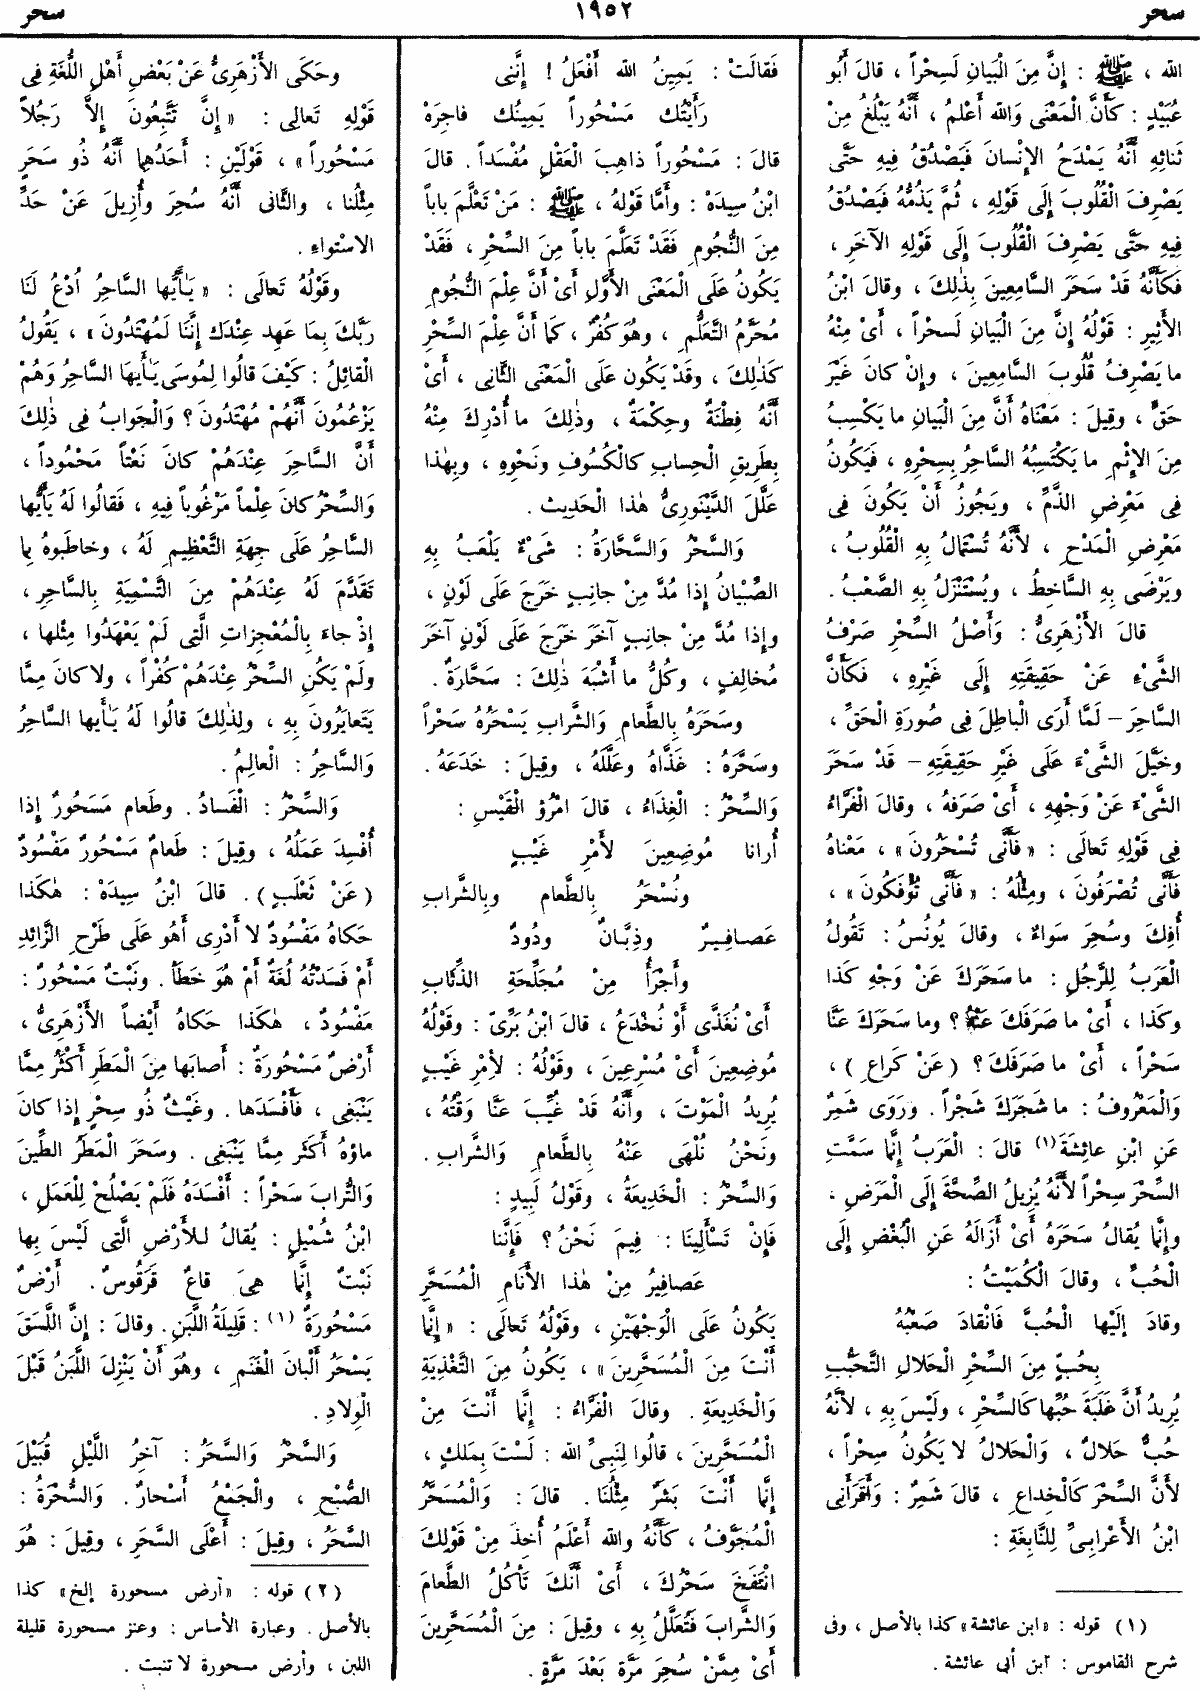 سحر
١٩٥٢
سحر
الله ، ﷺ : إِنَّ مِنَ الْبَيانِ لَسِحْراً ، قالَ أَبُو
عُبَيْدٍ : كَأَنَّ الْمَعْنَى وَالله أَعْلَمُ ، أَنَّهُ يَبْلُغُ مِنْ
ثَنائِهِ أَنَّهُ يَمْدَحُ الإِنْسانَ فَيَصْدُقُ فِيهِ حَتَّى
يَصْرِفَ الْقُلُوبَ إِلَى قَوْلِهِ ، ثُمَّ يَذُمُّهُ فَيَصْدُقُ
فِيهِ حَتَّى يَصْرِفَ الْقُلُوبَ إِلَى قَوْلِهِ الآخَرِ ،
فَكَأَنَّهُ قَدْ سَحَرَ السَّامِعِينَ بِذٰلِكَ ، وقالَ ابْنُ
الأَثِيرِ : قَوْلُهُ إِنَّ مِنَ الْبَيانِ لَسحْراً ، أَىْ مِنْهُ
ما يَصْرِفُ قُلُوبَ السَّامِعِينَ ، وإِنْ كانَ غَيْرَ
حَقٍّ ، وقِيلَ : مَعْناهُ أَنَّ مِنَ الْبَيانِ ما يَكْسِبُ
مِنَ الإِثْمِ ما يَكْتَسِبُهُ السَّاحِرُ بِسِحْرِهِ ، فَيَكُونُ
فِى مَعْرِضِ الذَّمِّ ، ويَجُوزُ أَنْ يَكُونَ فِى
مَعْرِضِ الْمَدْحِ ، لأَنَّهُ تُسْتَمالُ بِهِ الْقُلُوبُ ،
ويَرْضَى بِهِ السَّاخِطُ ، ويُسْتَنْزَلُ بِهِ الصَّعْبُ .
قالَ الأَزْهَرِىُّ : وَأَصْلُ السِّحْرِ صَرْفُ
الشَّىْءِ عَنْ حَقِيقَتِهِ إِلَى غَيْرِهِ ، فَكَأَنَّ
السَّاحِرَ – لَمَّا أَرَى الْباطِلَ فِى صُورَةِ الْحَقِّ ،
وخَيَّلَ الشَّىْءَ عَلَى غَيْرِ حَقِيقَتِهِ – قَدْ سَحَرَ
الشَّىْءَ عَنْ وَجْهِهِ ، أَىْ صَرَفَهُ ، وقالَ الْفَرَّاءُ
فِى قَوْلِهِ تَعالَى : « فَأَنَّى تُسْحَرُونَ » ، مَعْناهُ
فَأَنَّى تُصْرَفُونَ ، ومِثْلُهُ : « فَأَنَّى تُؤْفَكُونَ » ،
أُفِكَ وسُحِرَ سَواءٌ ، وقالَ يُونُسُ : تَقُولُ
الْعَرَبُ لِلرَّجُلِ : ما سَحَرَكَ عَنْ وَجْهِ كَذا
وكَذا ، أَىْ ما صَرَفَكَ عَنْهُ ؟ وما سَحَرَكَ عَنَّا
سَحْراً ، أَىْ ما صَرَفَكَ ؟ ( عَنْ كَراعٍ ) ،
وَالْمَعْرُوفُ : ما شَجَرَكَ شَجْراً . ورَوَى شَمِرٌ
عَنِ ابْنِ عائِشَةَ (١) قالَ : الْعَرَبُ إِنَّما سَمَّتِ
السِّحْرَ سِحْراً لأَنَّهُ يُزِيلُ الصِّحَّةَ إِلَى الْمَرَضِ ،
وإِنَّما يُقالُ سَحَرَهُ أَىْ أَزَالَهُ عَنِ الْبُغْضِ إِلَى
الْحُبِّ ، وقالَ الْكُمَيْتُ :
وقادَ إلَيْها الْحُبَّ فَانْقادَ صَعْبُهُ
بِحُبٍّ مِنَ السِّحْرِ الْحَلالِ التَّحَبُّبِ
يُرِيدُ أَنَّ غَلَبَةَ حُبِّها كَالسِّحْرِ ، ولَيْسَ بِهِ ، لأَنَّهُ
حُبٌّ حَلالٌ ، وَالْحَلالُ لا يَكُونُ سِحْراً ،
لأَنَّ السِّحْرَ كَالْخِداعِ ، قالَ شَمِرٌ : وَأَقْرَأَنِى
ابْنُ الأَعْرابِىِّ لِلنَّابِغَةِ :
(١) قوله : «ابن عائشة» كذا بالأصل ، وفى
شرح القاموس : ابن أبى عائشة .
فَقالَتْ : يَمِينُ الله أَفْعَلُ ! إِنَّنِى
رَأَيْتُك مَسْحُوراً يَمِينُك فاجِرَهْ
قالَ : مَسْحُوراً ذاهِبَ الْعَقْلِ مُفْسَداً . قالَ
ابْنُ سِيدَهْ : وأَمَّا قَوْلهُ ، ﷺ : مَنْ تَعَلَّمَ باباً
مِنَ النُّجُومِ فَقَدْ تَعَلَّمَ باباً مِنَ السِّحْرِ ، فَقَدْ
يَكُونُ عَلَى الْمَعْنَى الأَوَّلِ أَىْ أَنَّ عِلْمَ النُّجُومِ
مُحَرَّمُ التَّعَلُّمِ ، وهُوَ كُفْرٌ ، كَما أَنَّ عِلْمَ السِّحْرِ
كَذٰلِكَ ، وقَدْ يَكُون عَلَى الْمَعْنَى الثَّانِى ، أَىْ
أَنَّهُ فِطْنَةٌ وحِكْمَةٌ ، وذٰلِكَ ما أُدْرِكَ مِنْهُ
بِطَرِيقِ الْحِسابِ كالْكُسُوفِ ونَحْوِهِ ، وبِهٰذا
عَلَّلَ الدِّيْنَورِىُّ هٰذا الْحَدِيث .
وَالسَّحْرُ وَالسَّحَّارَةُ : شَىْءٌ يَلْعَبُ بِهِ
الصِّبْيانُ إِذا مُدَّ مِنْ جانِبٍ خَرَجَ عَلَى لَوْنٍ ،
وإِذا مُدَّ مِنْ جانِبٍ آخَرَ خَرَجَ عَلَى لَوْنٍ آخَرَ
مُخالِفٍ ، وكُلُّ ما أَشْبَهَ ذٰلِكَ : سَحَّارَةٌ .
وسَحَرَهُ بِالطَّعامِ وَالشَّرابِ يَسْحَرُهُ سَحْراً
وسَحَّرَهُ : غَذَّاهُ وعَلَّلَهُ ، وقِيلَ : خَدَعَهُ .
وَالسِّحْرُ : الْغِذَاءُ ، قالَ امْرُؤُ الْقَيْسِ :
أُرانا مُوضِعِينَ لأَمْرِ غَيْبٍ
ونُسْحَرُ بِالطَّعامِ وبِالشَّرابِ
عَصافِيرٌ وذِبَّانٌ ودُودٌ
وأَجْرَأُ مِنْ مُجَلِّحَةِ الذِّئابِ
أَىْ نُغَذَّى أَوْ نُخْدَعُ ، قالَ ابْنُ بَرِّىّ : وقَوْلُهُ
مُوضِعِينَ أَىْ مُسْرِعِينَ ، وقَوْلُهُ : لأَمْرِ غَيْبٍ
يُرِيدُ الْمَوْتَ ، وأَنَّهُ قَدْ غُيِّبَ عَنَّا وَقْتُهُ ،
ونَحْنُ نُلْهَى عَنْهُ بِالطَّعامِ وَالشَّرابِ .
وَالسِّحْرُ : الْخَدِيعَةُ ، وقَوْلُ لَبِيدٍ :
فَإِنْ تَسْأَلِينَا : فِيمَ نَحْنُ ؟ فَإِنَّنا
عَصافِيرُ مِنْ هٰذا الأَنامِ الْمُسَحَّرِ
يَكُونُ عَلَى الْوَجْهَيْنِ ، وقَوْلُهُ تَعالَى : « إِنَّما
أَنْتَ مِنَ الْمُسَحَّرِينَ » ، يَكُونُ مِنَ التَّغْذِيَةِ
وَالْخَدِيعَةِ . وقالَ الْفَرَّاءُ : إِنَّما أَنْتَ مِنْ
الْمُسَحَّرِينَ ، قالُوا لِنَبِىِّ الله : لَسْتَ بِمَلكٍ ،
إِنَّما أَنْتَ بَشَرٌ مِثْلُنَا . قالَ : وَالْمُسَحَّرُ
الْمُجَوَّفُ ، كَأَنَّهُ والله أَعْلَمُ أُخِذَ مِنْ قَوْلِكَ
انْتَفَخَ سَحْرُكَ ، أَىْ أَنَّكَ تَأْكُلُ الطَّعامَ
وَالشَّرابَ فَتُعَلَّلُ بِهِ ، وقِيلَ : مِنَ الْمُسَحَّرِينَ
أَىْ مِمَّنْ سُحِرَ مَرَّة بَعْدَ مَرَّةٍ .
وحَكَى الأَزْهَرِىُّ عَنْ بَعْضِ أَهْلِ اللُّغَةِ فِى
قَوْلِهِ تَعالِى : « إِنَّ تَتَّبِعُونَ إِلاَّ رَجُلاً
مَسْحُوراً » ، قَوْلَيْنِ : أَحَدُهما أَنَّهُ ذُو سَحَرٍ
مِثْلُنا ، والثَّانى أَنَّهُ سُحِرَ وأُزِيلَ عَنْ حَدِّ
الاسْتِواءِ .
وقَوْلُهُ تَعالَى : « يَـٰأَيُّها السَّاحِرُ اُدْعُ لَنَا
رَبَّكَ بِمَا عَهِد عِنْدَك إِنَّنَا لَمُهْتَدُونَ » ، يَقُولُ
الْقائِلُ : كَيْفَ قالُوا لِمُوسَى يَـٰأَيها السَّاحِرُ وَهُمْ
يَزْعُمُونَ أَنَّهُمْ مُهْتَدُونَ ؟ وَالْجَوابُ فِى ذٰلِكَ
أَنَّ السَّاحِرَ عِنْدَهُمْ كانَ نَعْتاً مَحْمُوداً ،
وَالسِّحْرُ كانَ عِلْماً مَرْغُوباً فِيهِ ، فَقالُوا لَهُ يَأَيُّها
السَّاحِرُ عَلَى جِهَةِ التَّعْظِيمِ لَهُ ، وخاطَبوهُ بِما
تَقَدَّمَ لَهُ عِنْدَهُمْ مِنَ التَّسْمِيَةِ بِالسَّاحِرِ ،
إِذْ جاءَ بِالْمُعْجِزاتِ الَّتِى لَمْ يَعْهَدُوا مِثْلها ،
ولَمْ يَكُنِ السِّحْرُ عِنْدَهُمْ كُفْراً ، ولا كانَ مِمَّا
يَتَعايَرُونَ بِهِ ، ولِذٰلِكَ قالُوا لَهُ يَـٰأَيها السَّاحِرُ
وَالسَّاحِرُ : الْعالِمُ .
وَالسِّحْرُ : الْفَسادُ . وطَعام مَسَحُورٌ إِذا
أُفْسِدَ عَمَلُهُ ، وقِيلَ : طَعامٌ مَسْحُورٌ مَفْسُودٌ
( عَنْ ثَعْلَبٍ ) . قالَ ابْنُ سِيدَهْ : هٰكَذا
حَكاهُ مَفْسُودٌ لا أَدْرِى أَهُو عَلَى طَرْحِ الزَّائِدِ
أَمْ فَسَدْتُهُ لُغَةٌ أَمْ هُوَ خَطَأٌ . ونَبْتٌ مَسْحُورٌ :
مَفْسُودٌ ، هٰكَذا حَكاهُ أَيْضاً الأَزْهَرِىُّ ،
أَرْضٌ مَسْحُورَةٌ : أَصابَها مِنَ الْمَطَرِ أَكْثَرُ مِمَّا
يَنْبَغِى ، فَأَفْسَدَها . وغَيْثٌ ذُو سِحْرٍ إِذا كانَ
ماؤهُ أَكَثَر مِمَّا يَنْبَغِى . وسَحَرَ الْمَطَرُ الطِّينَ
وَالتُّرابَ سَحْراً : أَفْسَدَهُ فَلَمْ يَصْلُحْ لِلْعَمَلِ ،
ابْنُ شُمَيْلٍ : يُقالُ لـلأَرْضِ الَّتِى لَيْسَ بِها
نَبْتٌ إِنَّما هِىَ قاعٌ قَرَقُوسٌ . أَرْضٌ
مَسْحُورَةٌ (١) : قَلِيلَةُ اللَّبَنِ . وقالَ : إِنَّ اللَّسَقَ
يَسْحَرُ أَلْبانَ الْغَنَمِ ، وهُوَ أَنْ يَنْزِلَ اللَّبَنُ قَبْلَ
الْوِلادِ .
وَالسَّحْرُ وَالسَّحَرُ : آخِرُ اللَّيْلِ قُبَيْلَ
الصُّبْحِ ، والْجَمْعُ أَسْحارٌ . وَالسُّحْرَةُ :
السَّحَرُ ، وقِيلَ : أَعْلَى السَّحَرِ ، وقِيلَ : هُوَ
(٢) قوله : «أرض مسحورة إلخ» كذا
بالأصل . وعبارة الأساس : وعنز مسحورة قليلة
اللبن ، وأرض مسحورة لا تنبت .